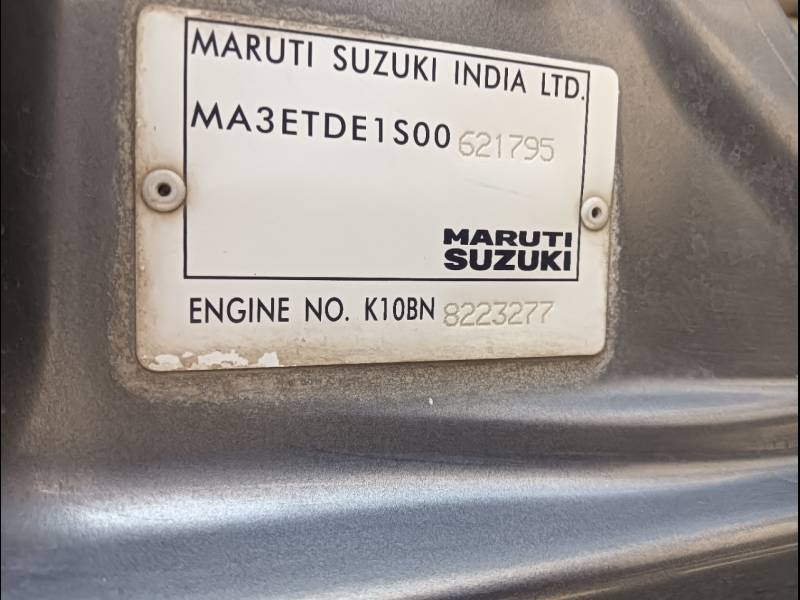 MARUTI SUZUKI INDIA LTD.
MA3ETDE1S00 621795
MARUTI
SUZUKI
ENGINE NO. K10BN 8223277